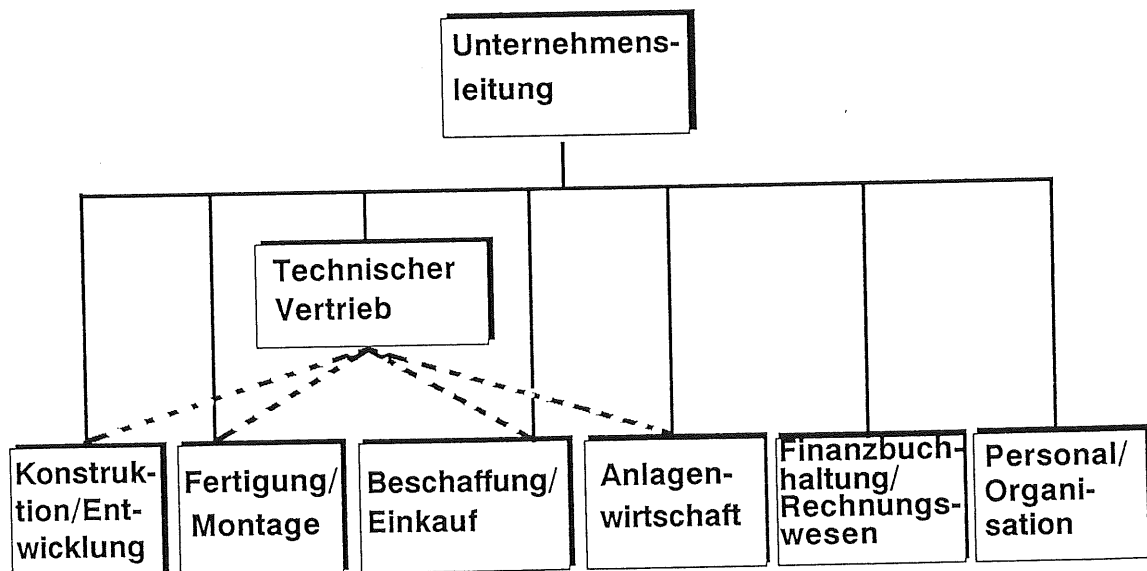 Unternehmens-
leitung
Technischer
Vertrieb
Konstruk-
tion/Ent-
wicklung
Fertigung/
Montage
Beschaffung/
Einkauf
Anlagen-
wirtschaft
Finanzbuch-
haltung/
Rechnungs-
wesen
Personal/
Organi-
sation